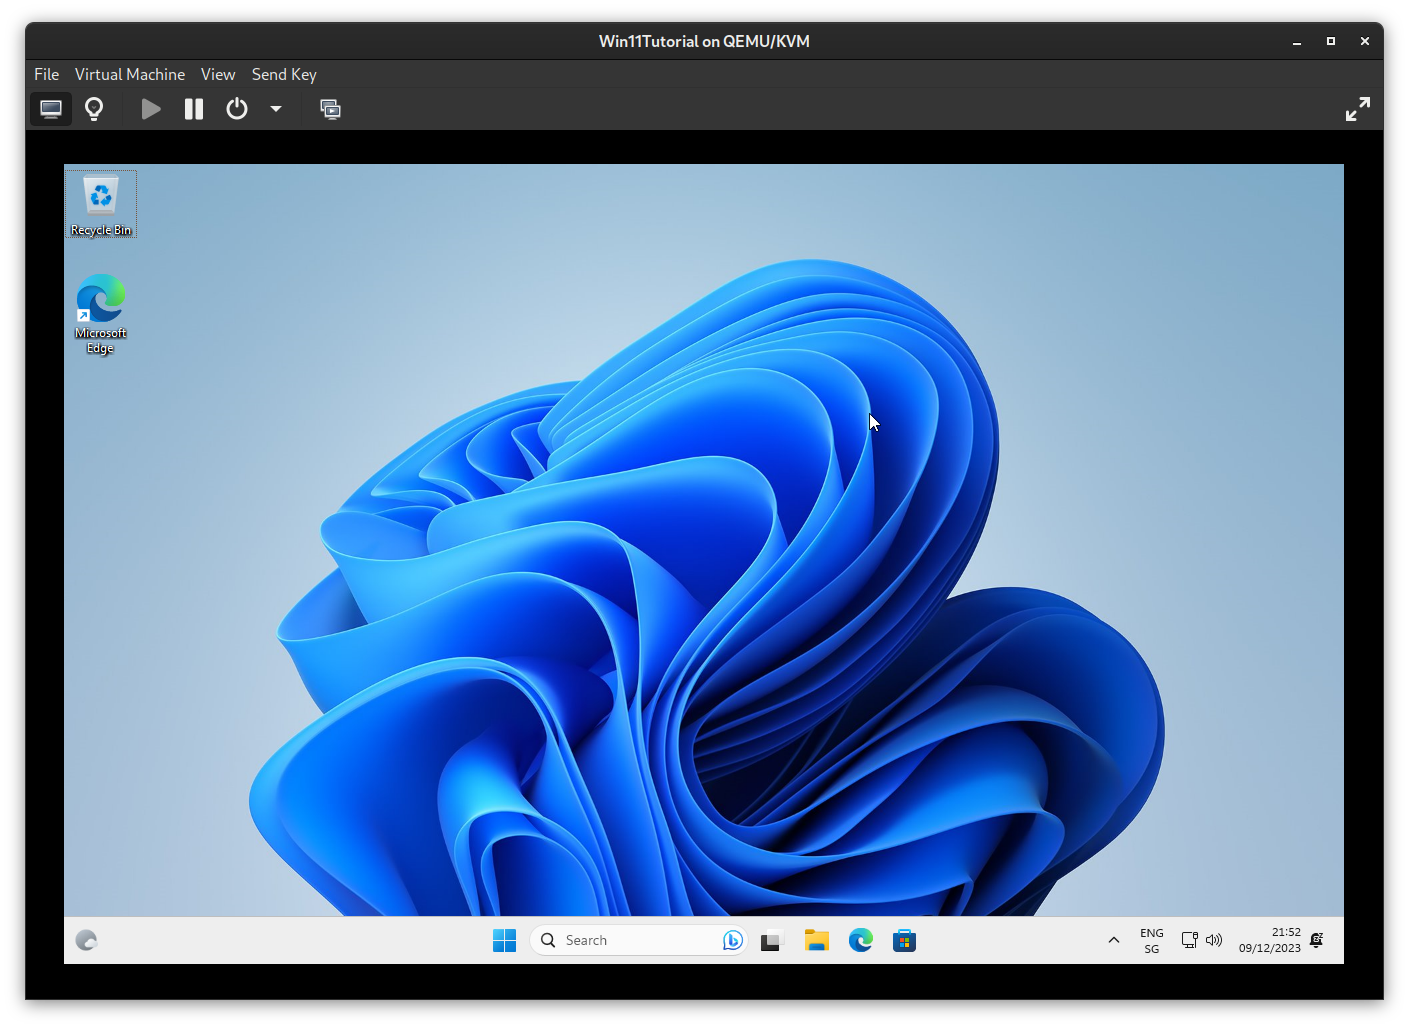 Win11Tutorial on QEMU/KVM
File Virtual Machine View Send Key
Recycle Bin
Microsoft
Edge
Search
ENG
SG
21:52
09/12/2023